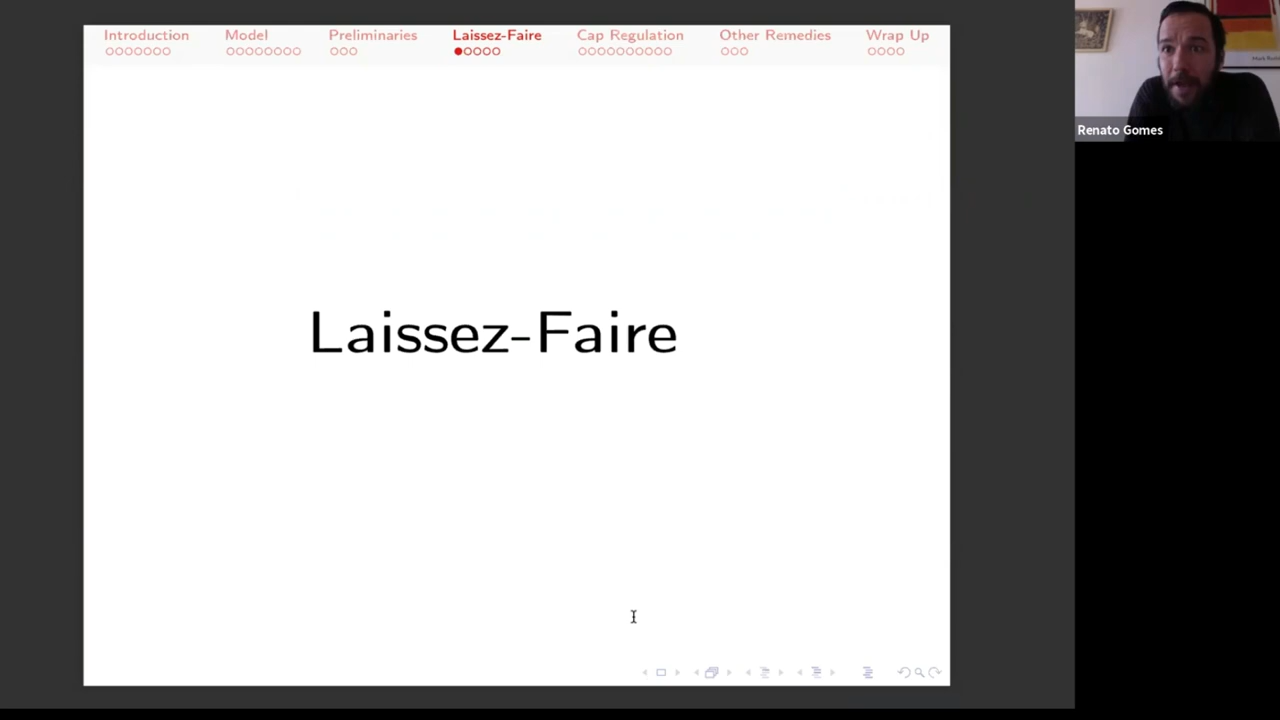 Introduction Model Preliminaries Laissez-Faire Cap Regulation Other Remedies Wrap Up
Laissez-Faire
Renato Gomes